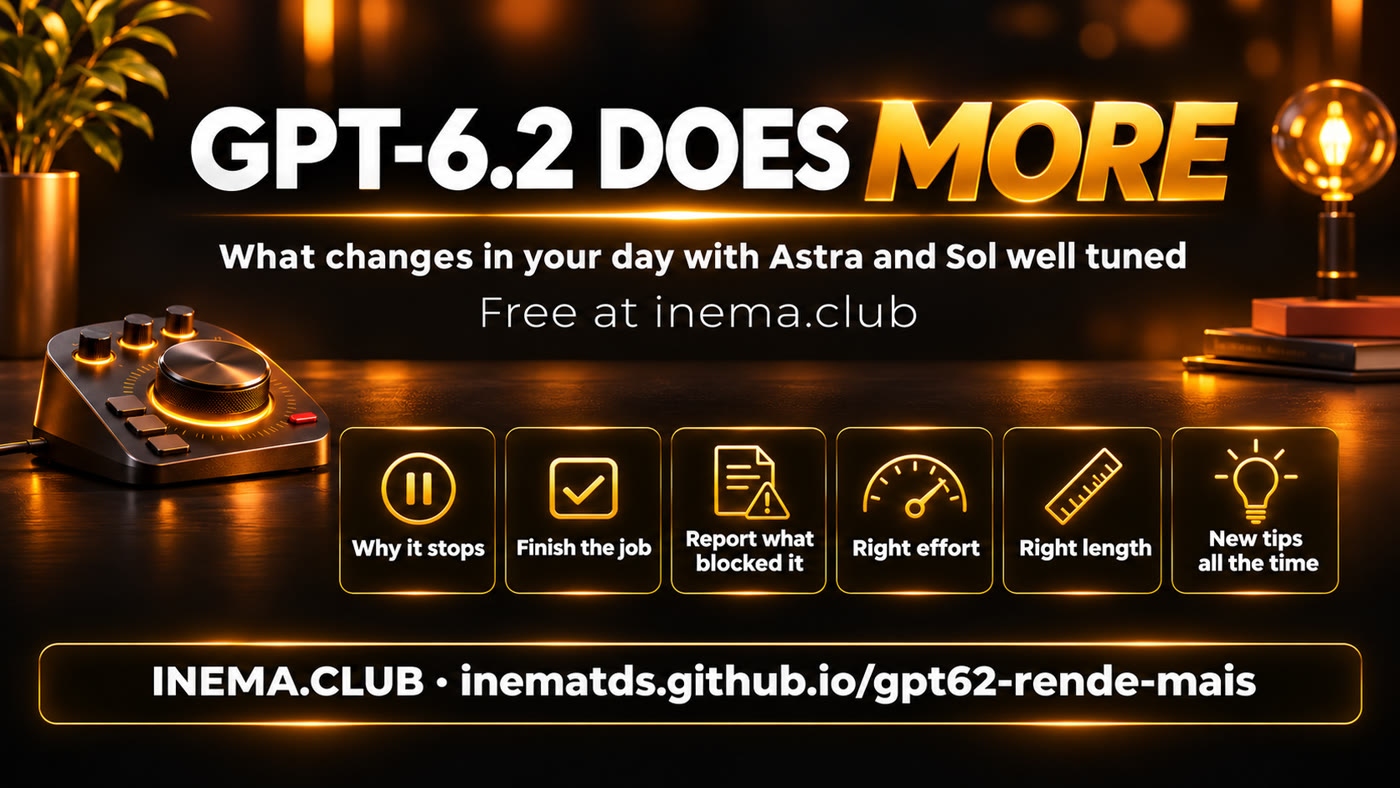 GPT-6.2 DOES MORE
What changes in your day with Astra and Sol well tuned
Free at inema.club
Why it stops
Finish the job
Report what
blocked it
Right effort
Right length
New tips
all the time
INEMA.CLUB • inematds.github.io/gpt62-rende-mais